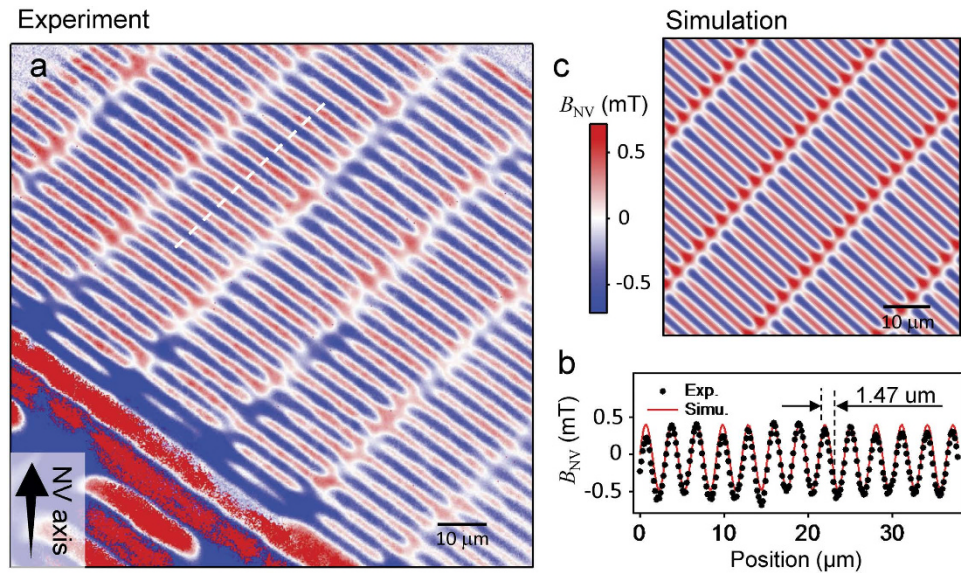 Experiment
Simulation
a
c
B_NV (mT)
0.5
0
-0.5
10 μm
b
Exp.
Simu.
1.47 um
B_NV (mT)
0.5
0
-0.5
0
10
20
30
Position (μm)
NV axis
10 μm